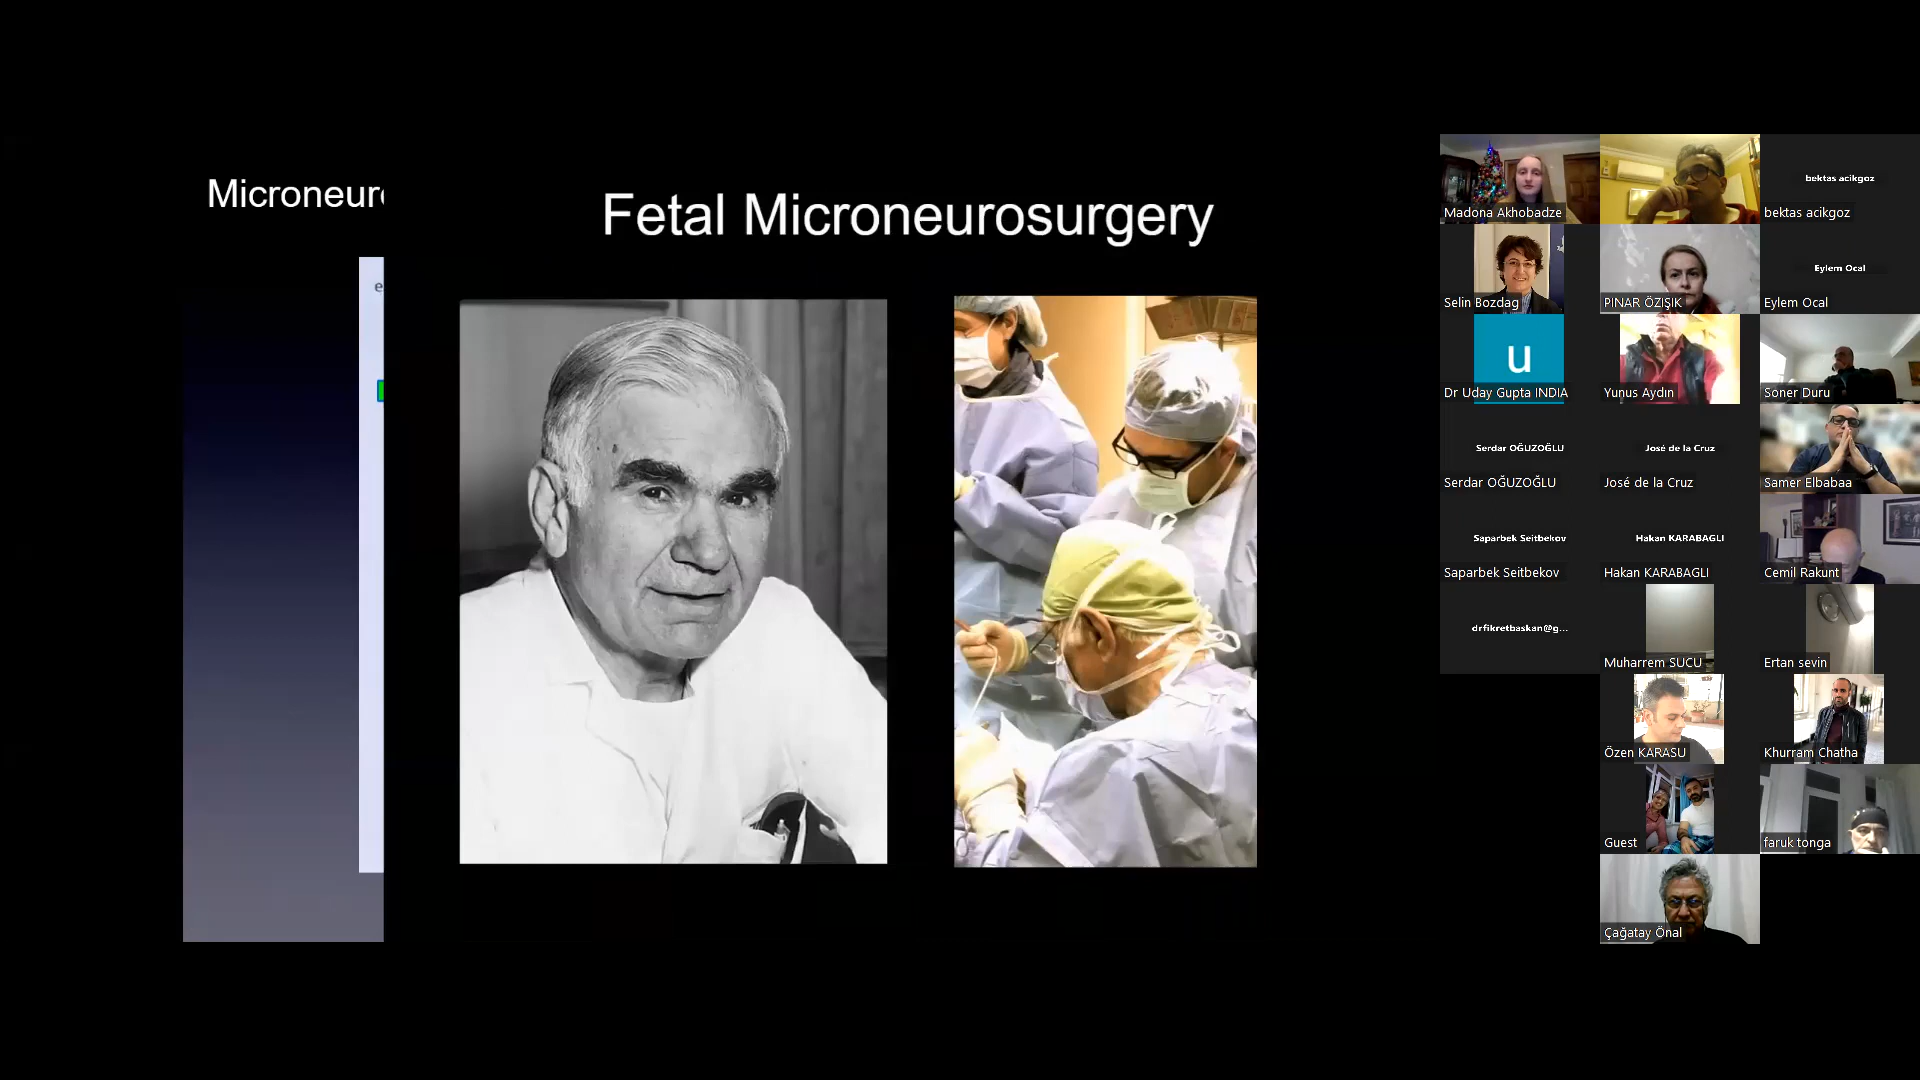 Microneur
e
Fetal Microneurosurgery
Madona Akhobadze
bektas acikgoz
bektas acikgoz
Selin Bozdag
PINAR ÖZIŞIK
Eylem Ocal
Eylem Ocal
u
Dr Uday Gupta INDIA
Yunus Aydın
Soner Duru
Serdar OĞUZOĞLU
José de la Cruz
Serdar OĞUZOĞLU
José de la Cruz
Samer Elbabaa
Saparbek Seitbekov
Hakan KARABAGLI
Saparbek Seitbekov
Hakan KARABAGLI
Cemil Rakunt
drfikretbaskan@g...
Muharrem SUCU
Ertan sevin
Özen KARASU
Khurram Chatha
Guest
faruk tonga
Çağatay Önal